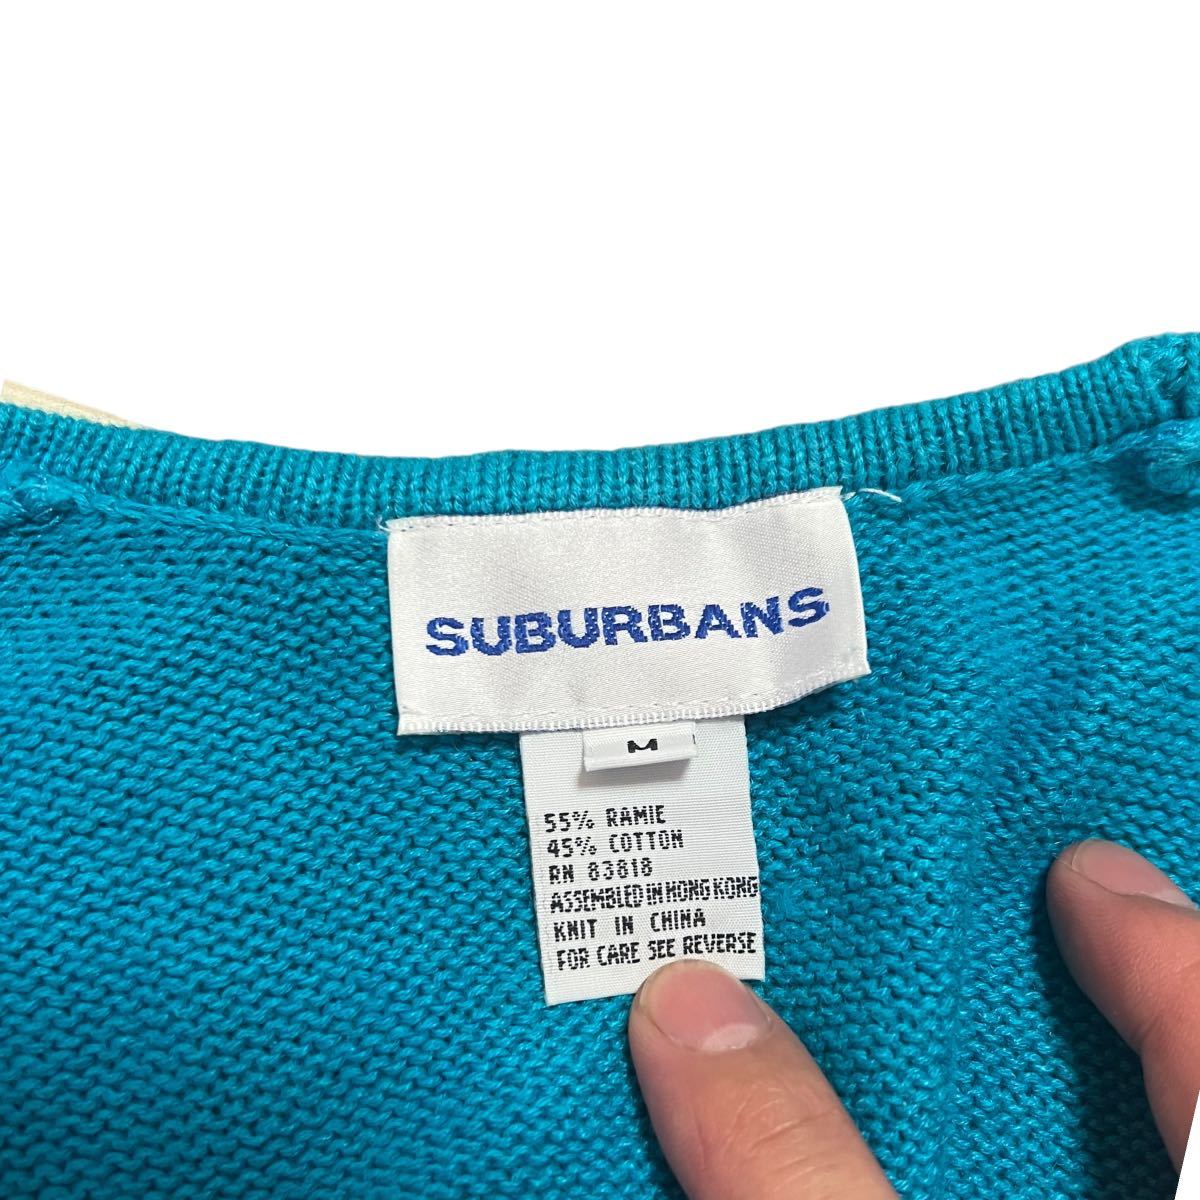 SUBURBANS
M
55% RAMIE
45% COTTON
RN 83818
ASSEMBLED IN HONG KONG
KNIT IN CHINA
FOR CARE SEE REVERSE